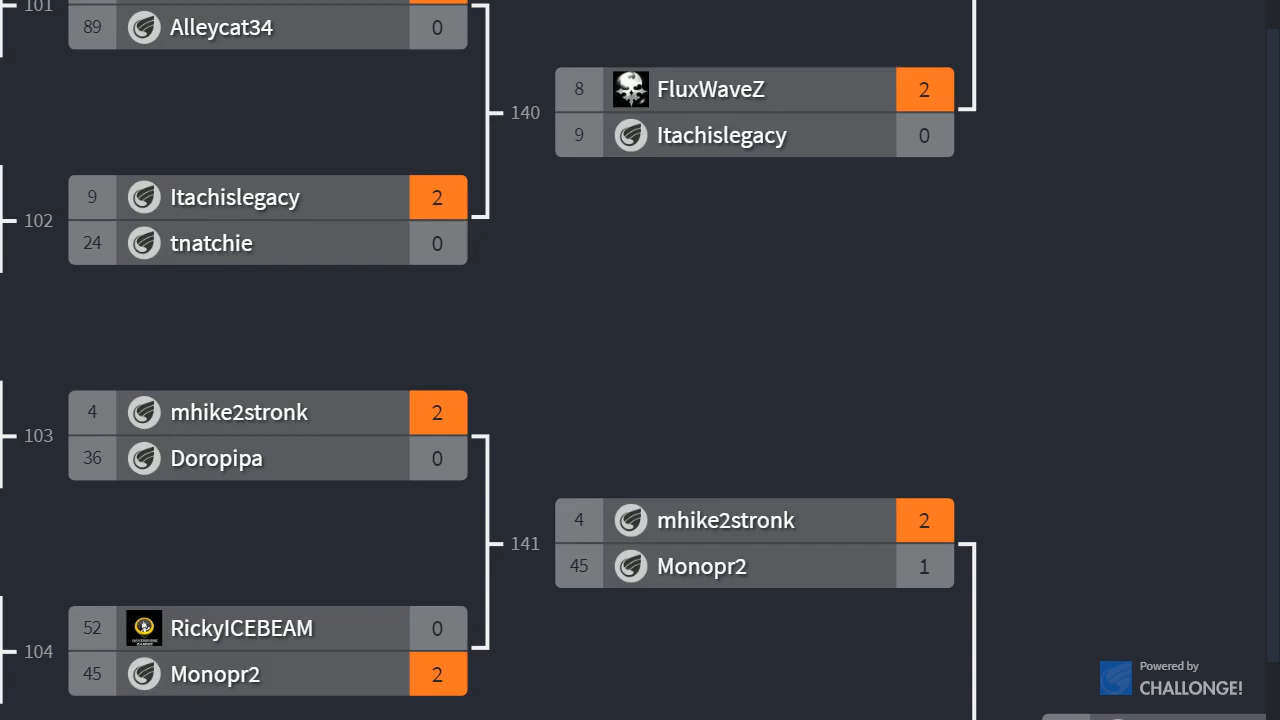 101
89 Alleycat34 0
8 FluxWaveZ 2
140
9 Itachislegacy 0
9 Itachislegacy 2
102
24 tnatchie 0
4 mhike2stronk 2
103
36 Doropipa 0
4 mhike2stronk 2
141
45 Monopr2 1
52 RickyICEBEAM 0
104
45 Monopr2 2
Powered by
CHALLONGE!